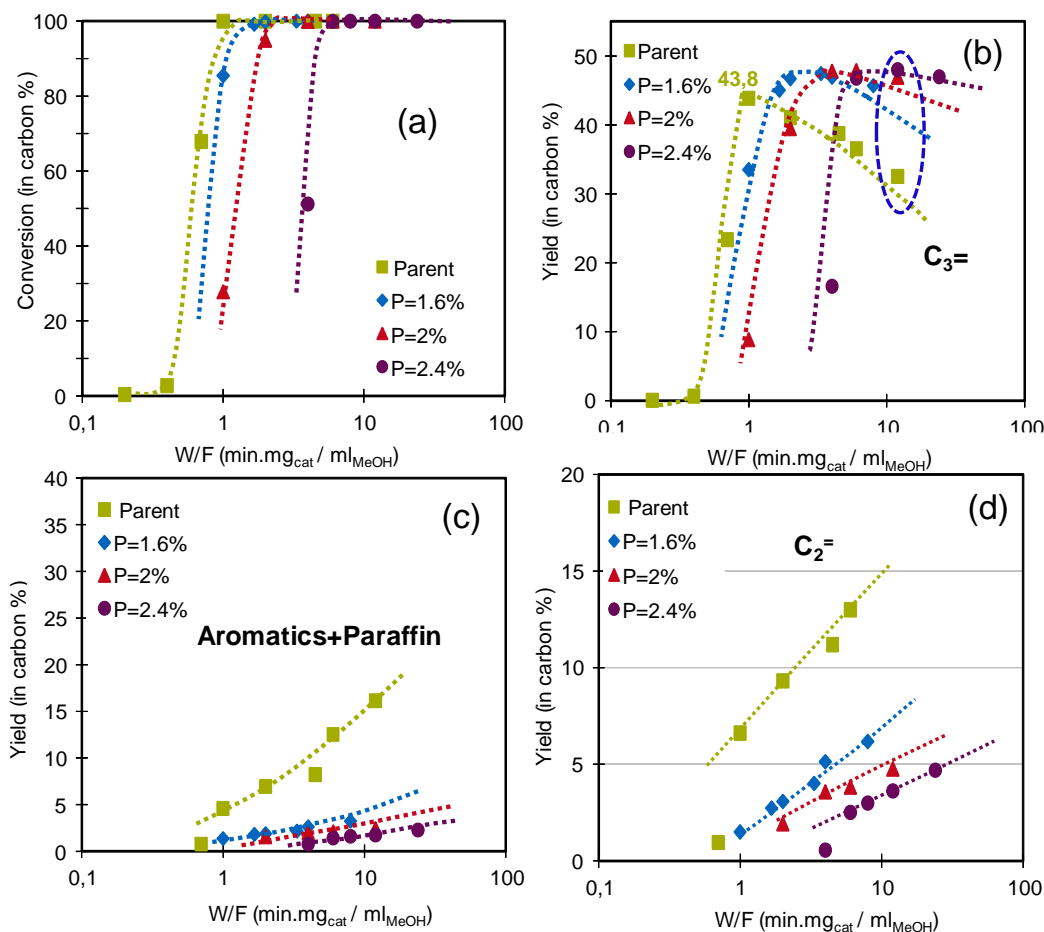 (a)
Conversion (in carbon %)
100
80
60
40
20
0
0,1
1
10
100
W/F (min.mgcat / mlMeOH)
Parent
P=1.6%
P=2%
P=2.4%
(b)
Yield (in carbon %)
50
40
30
20
10
0
0,1
1
10
100
W/F (min.mgcat / mlMeOH)
Parent
P=1.6%
P=2%
P=2.4%
43,8
C3=
(c)
Yield (in carbon %)
40
35
30
25
20
15
10
5
0
0,1
1
10
100
W/F (min.mgcat / mlMeOH)
Parent
P=1.6%
P=2%
P=2.4%
Aromatics+Paraffin
(d)
Yield (in carbon %)
20
15
10
5
0
0,1
1
10
100
W/F (min.mgcat / mlMeOH)
Parent
P=1.6%
P=2%
P=2.4%
C2=